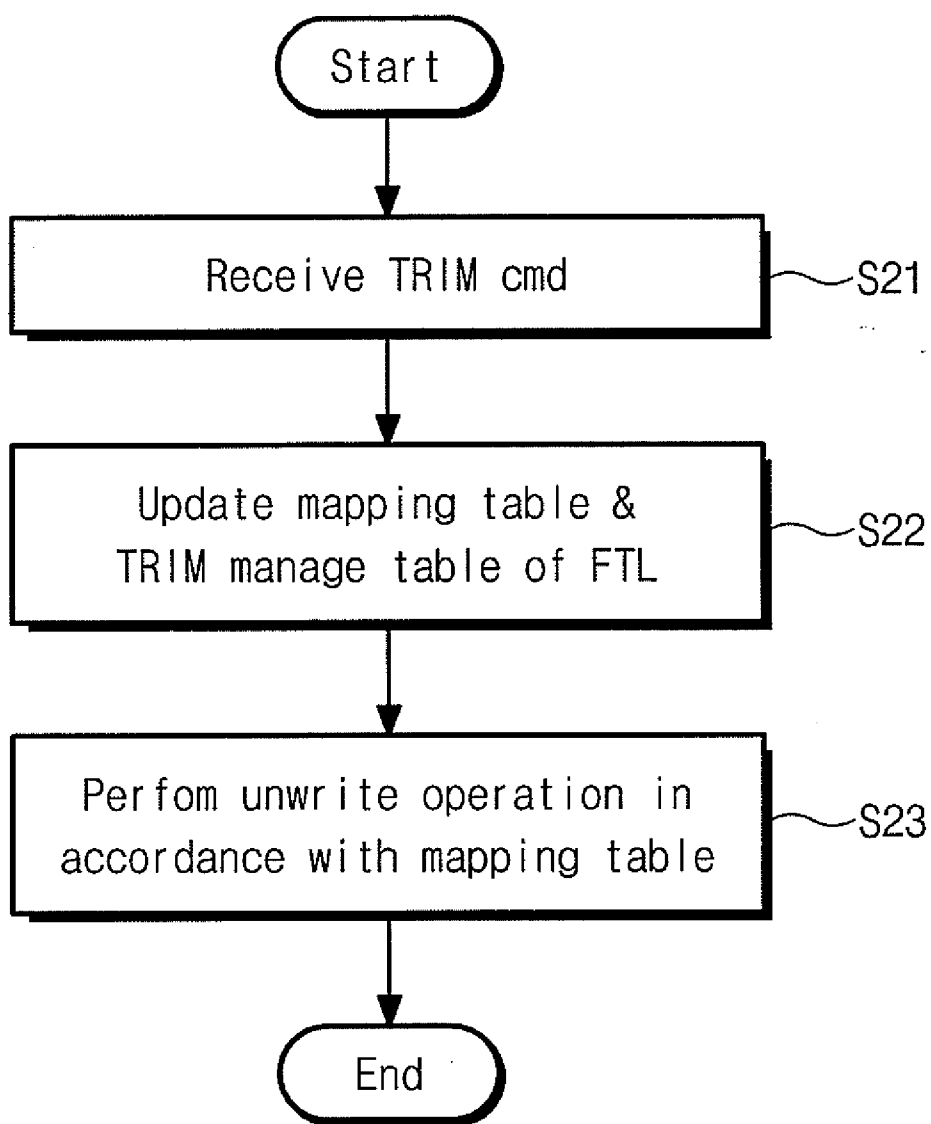 Start
Receive TRIM cmd
S21
Update mapping table &
TRIM manage table of FTL
S22
Perfom unwrite operation in
accordance with mapping table
S23
End